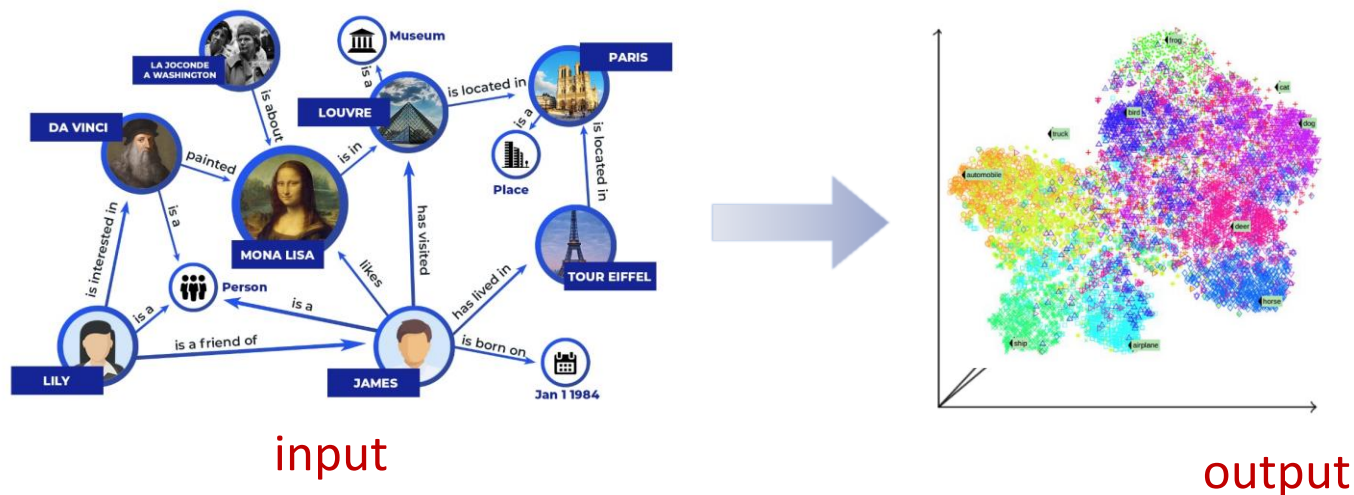 LA JOCONDE
A WASHINGTON
Museum
is a
PARIS
is located in
LOUVRE
DA VINCI
is about
is a
is located in
painted
is in
Place
is a
MONA LISA
has visited
TOUR EIFFEL
is interested in
Person
likes
has lived in
is a
is a
is a friend of
is born on
LILY
JAMES
Jan 1 1984
input
frog
cat
bird
dog
truck
automobile
deer
horse
ship
airplane
output